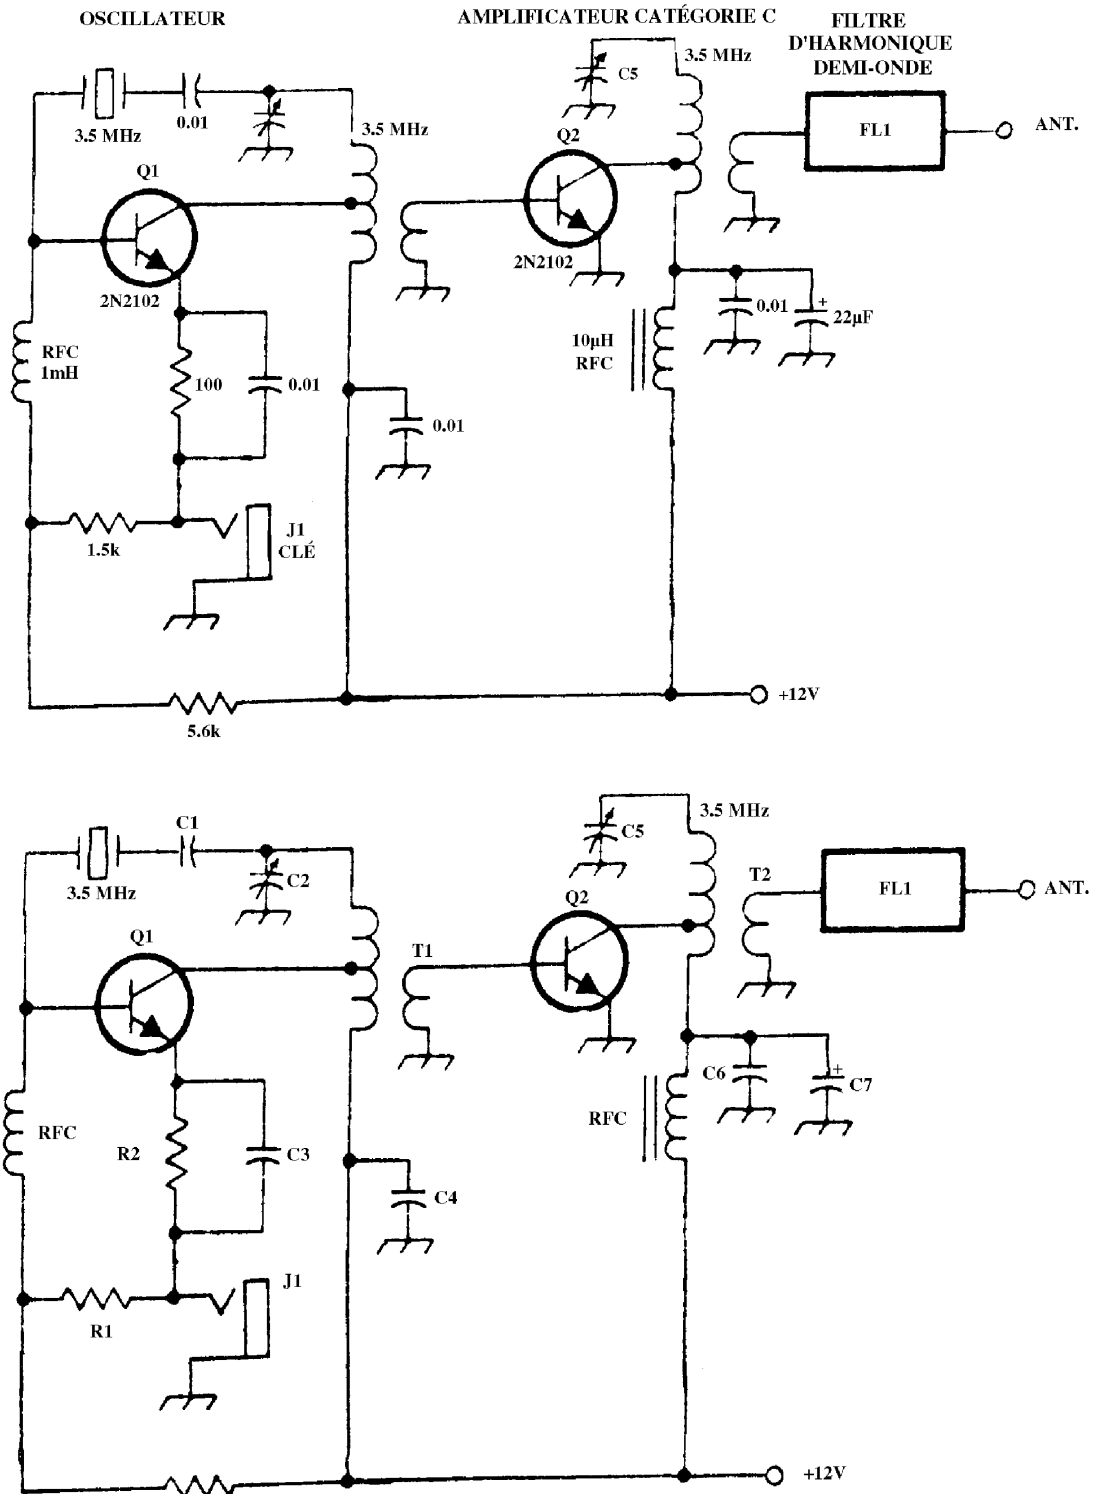 OSCILLATEUR
AMPLIFICATEUR CATÉGORIE C
FILTRE
D'HARMONIQUE
DEMI-ONDE
3.5 MHz
0.01
3.5 MHz
C5
3.5 MHz
FL1
ANT.
Q1
Q2
2N2102
2N2102
RFC
1mH
100
0.01
0.01
10µH
RFC
0.01
+
22µF
1.5k
J1
CLÉ
5.6k
+12V
C1
3.5 MHz
C2
C5
3.5 MHz
T2
FL1
ANT.
Q1
T1
Q2
RFC
R2
C3
C4
RFC
C6
+
C7
R1
J1
+12V